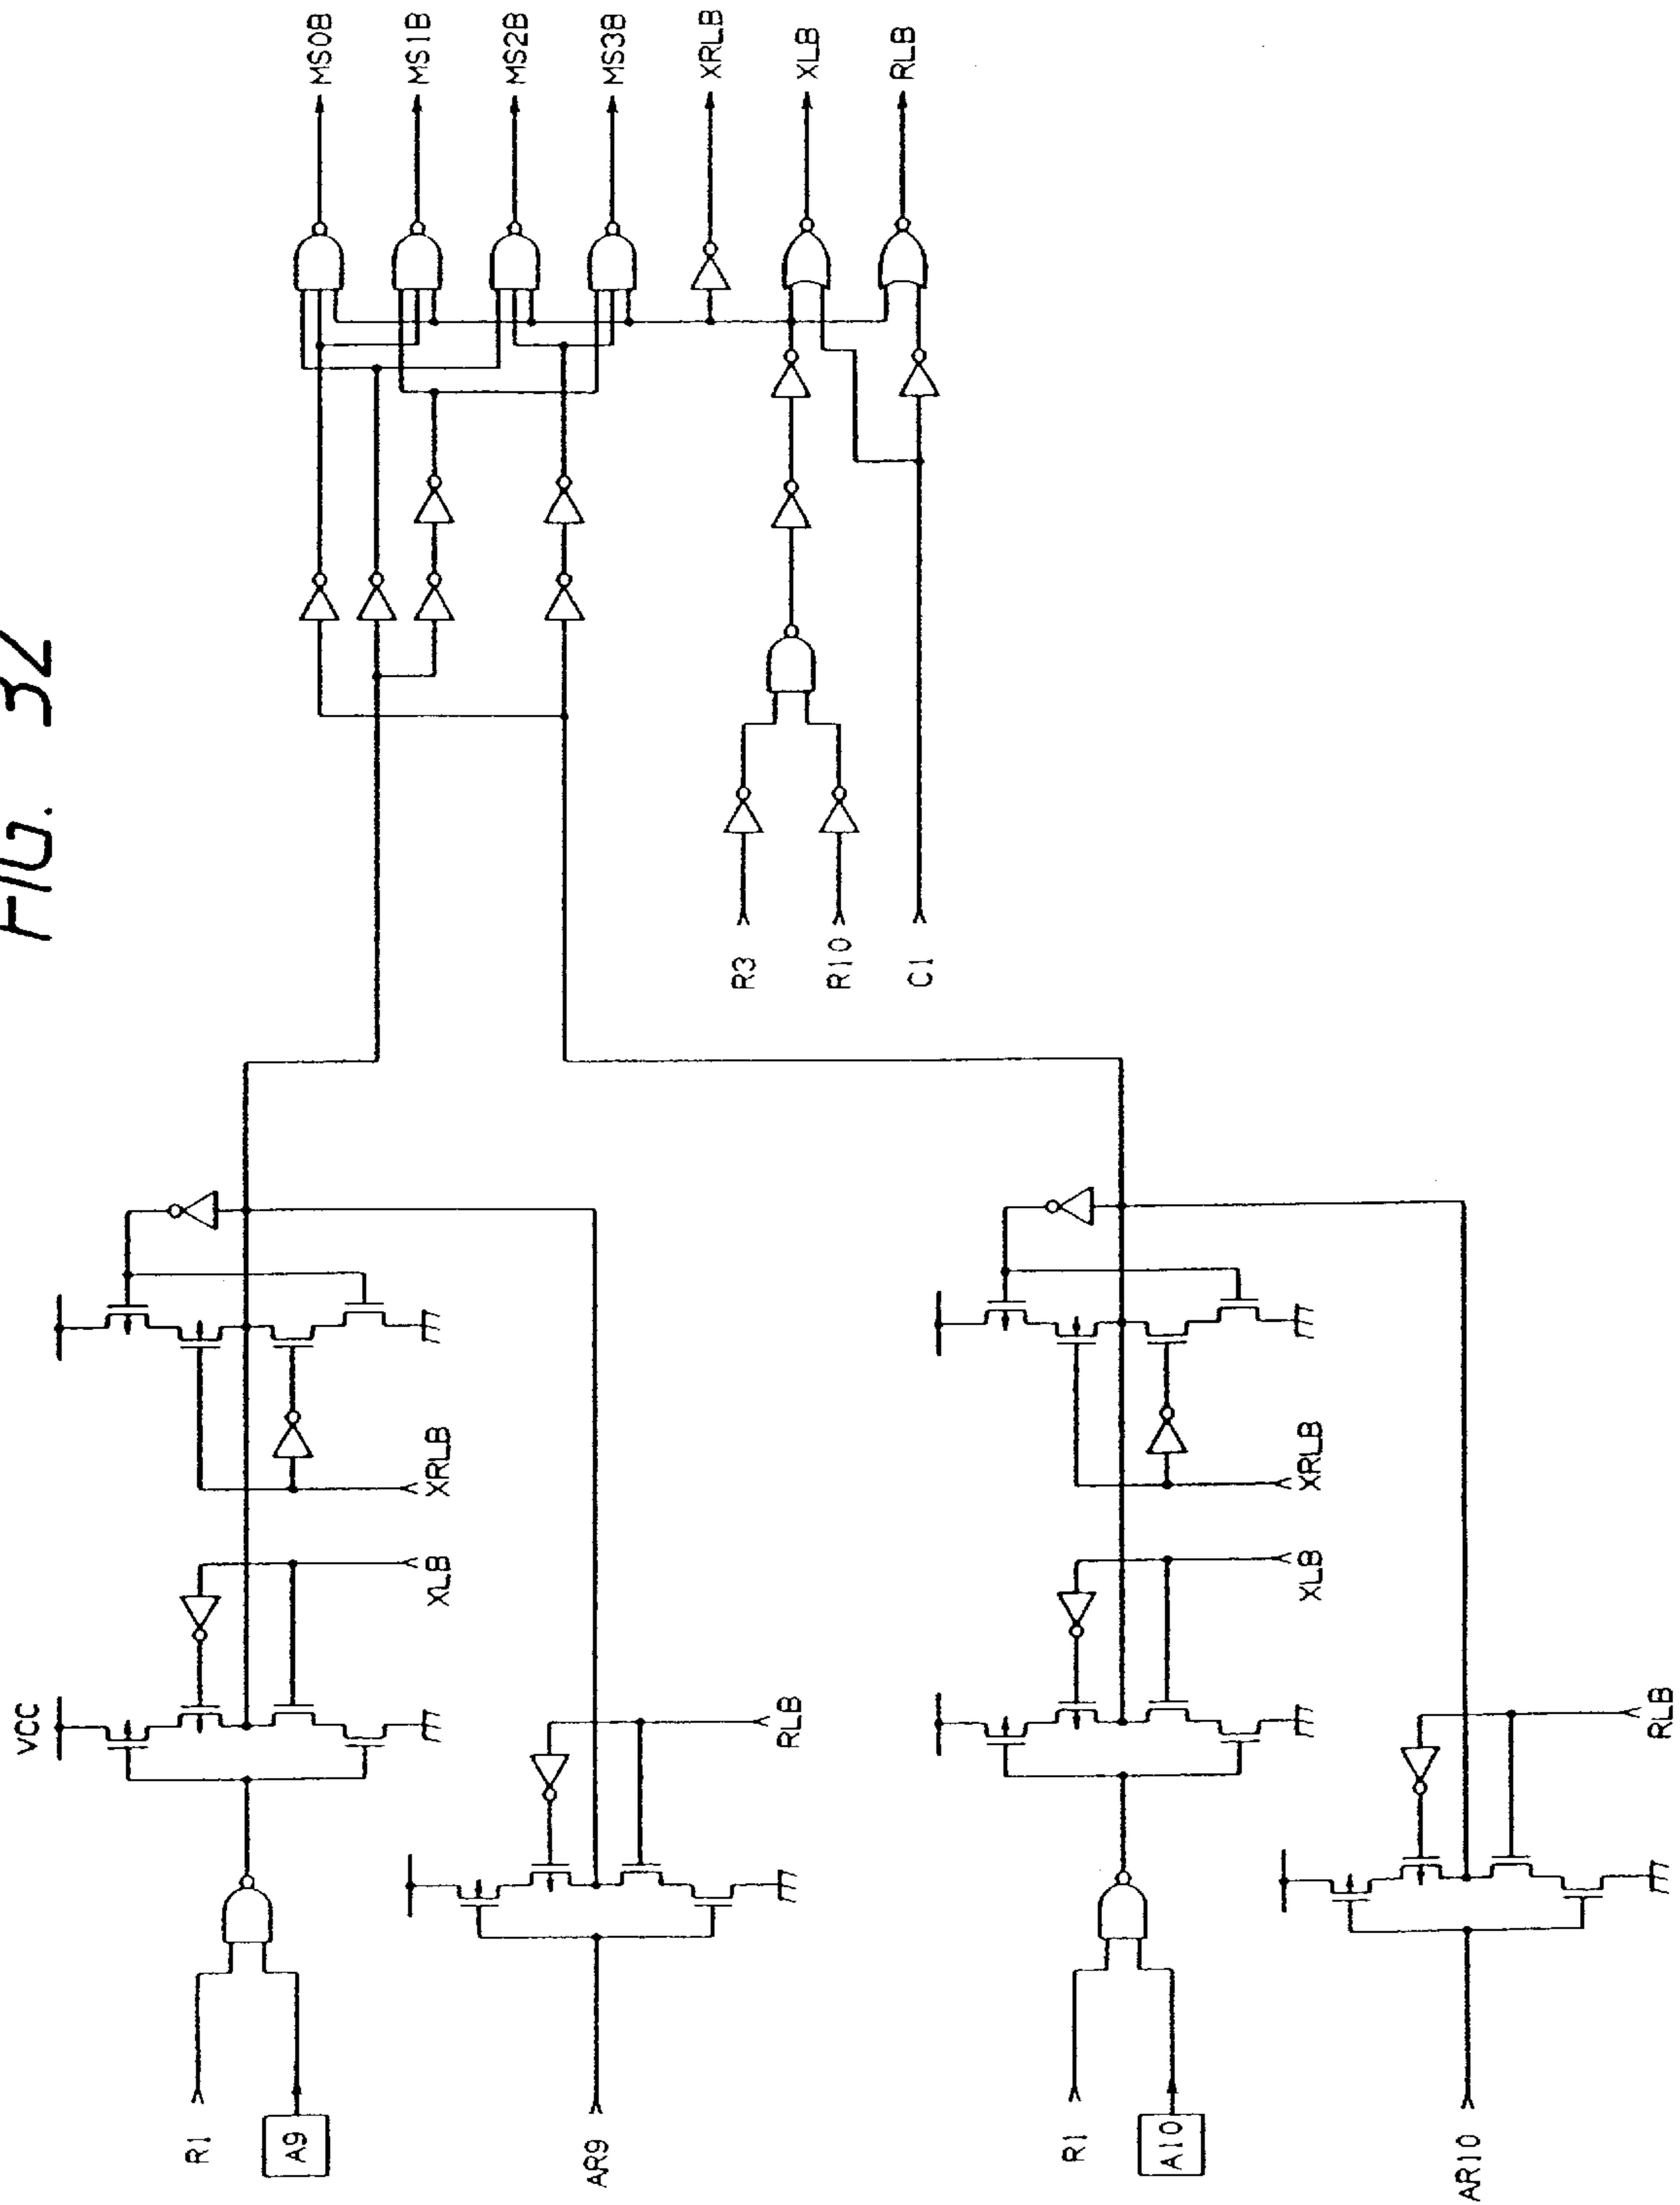 FIG. 32
MS0B
MS1B
MS2B
MS3B
XRLB
XLB
RLB
R3
R10
C1
VCC
XLB
XRLB
R1
A9
RLB
AR9
XLB
XRLB
R1
A10
RLB
AR10